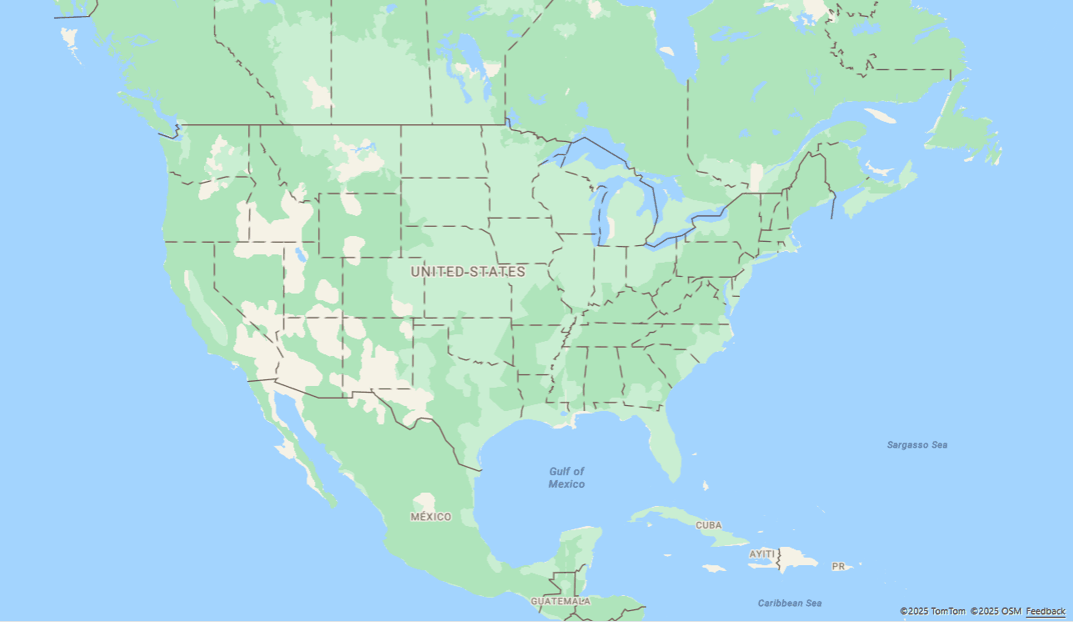 UNITED STATES
Sargasso Sea
Gulf of
Mexico
MÉXICO
CUBA
AYITI
PR
GUATEMALA
Caribbean Sea
©2025 TomTom ©2025 OSM Feedback